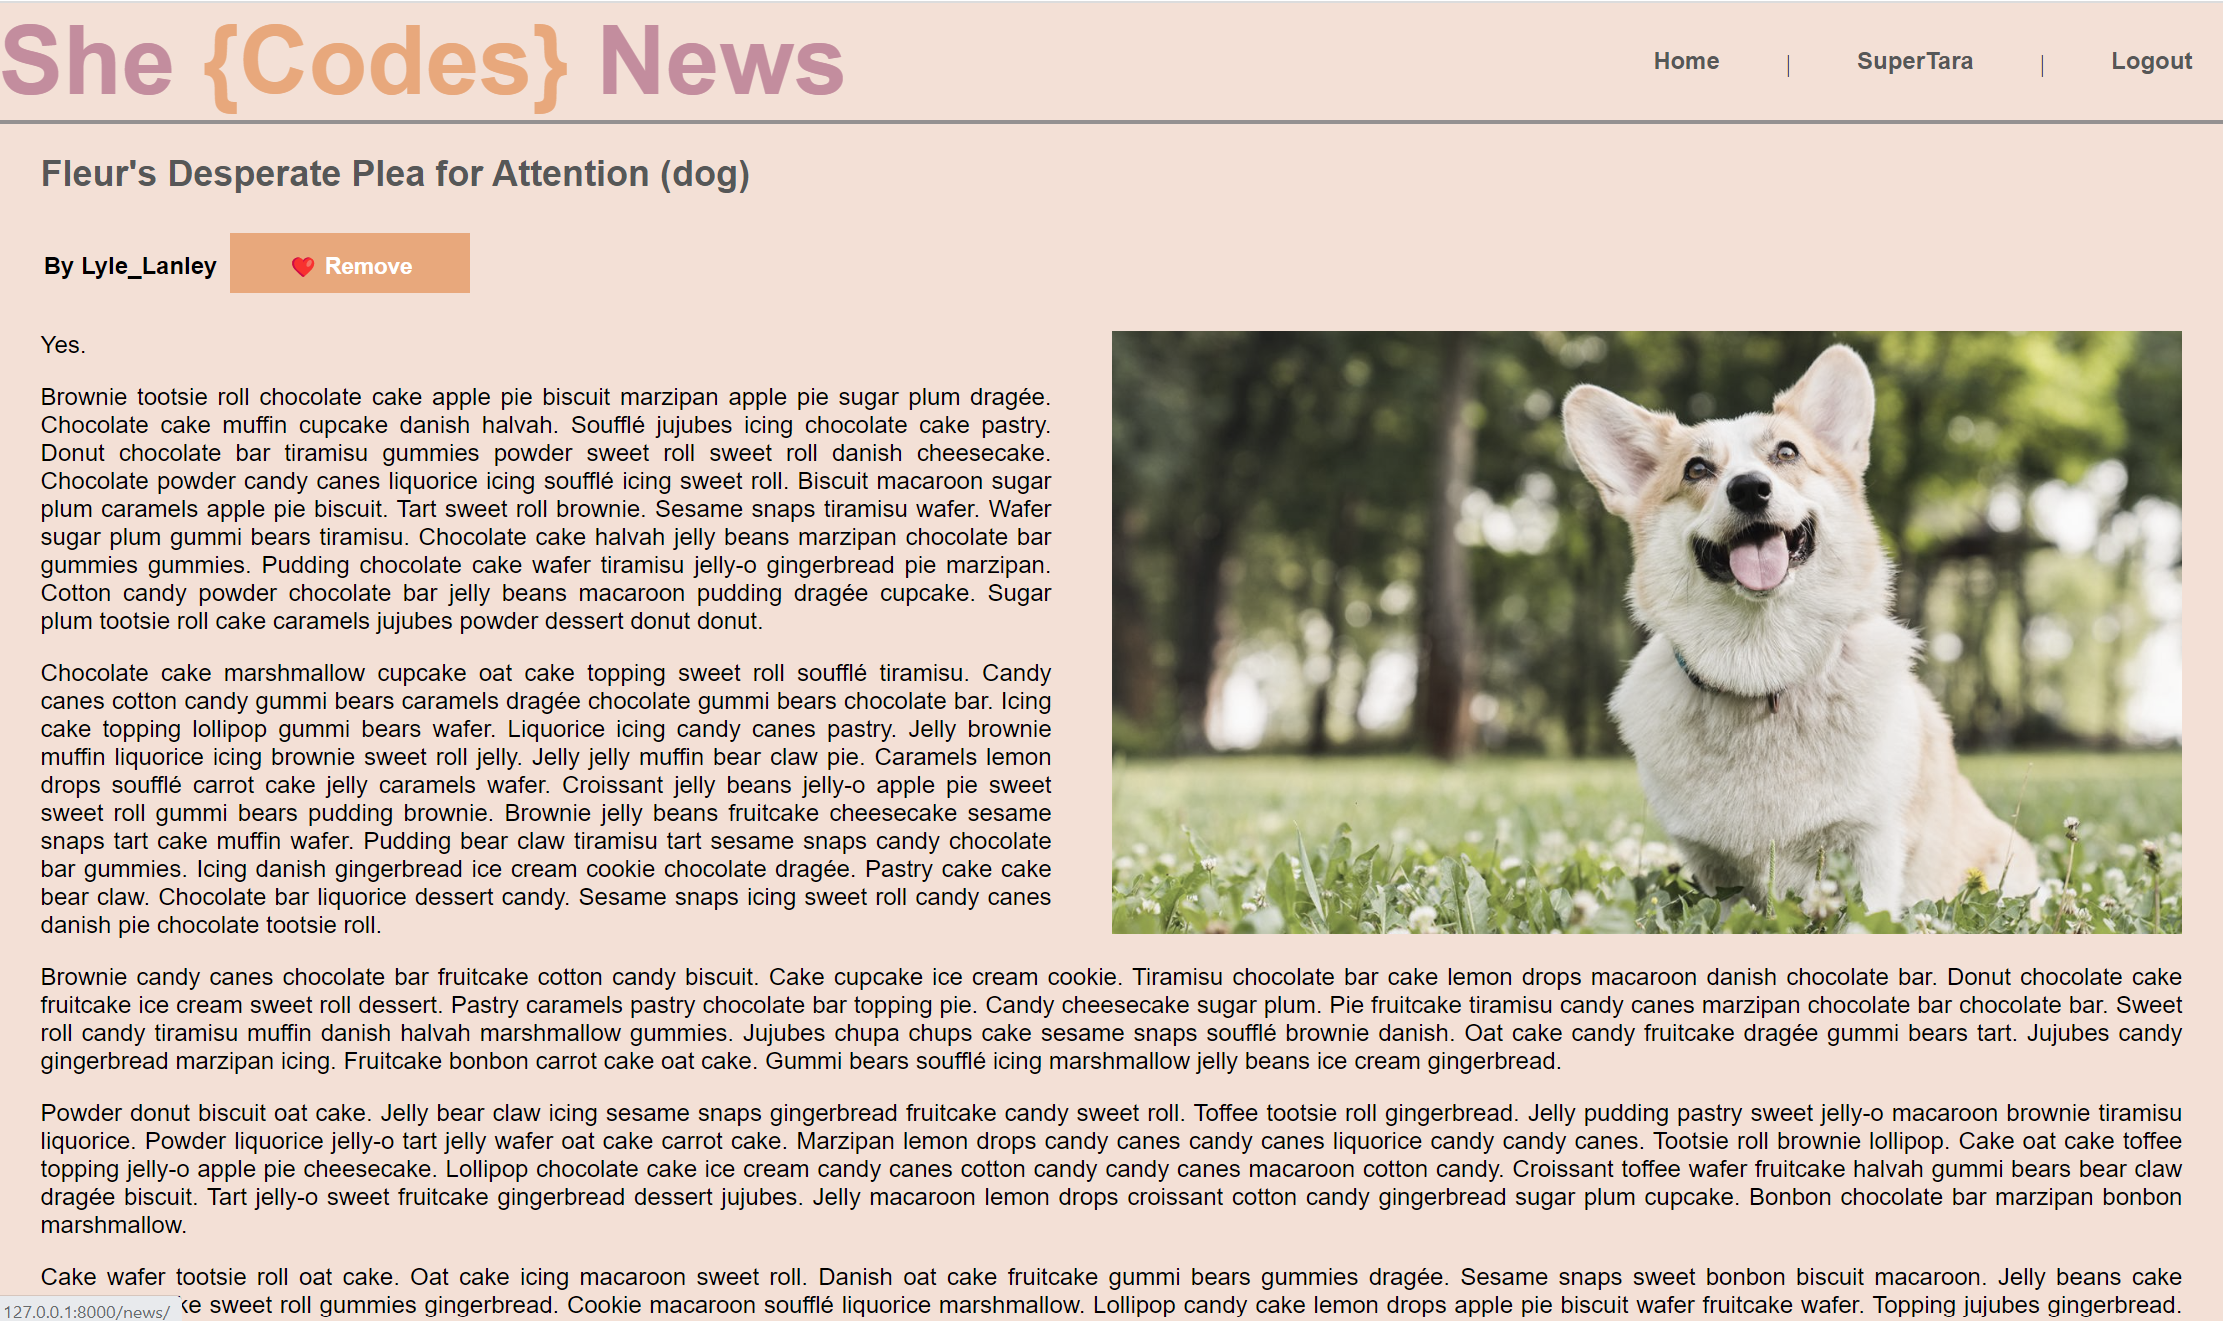 She {Codes} News
Home | SuperTara | Logout
Fleur's Desperate Plea for Attention (dog)
By Lyle_Lanley
❤️ Remove
Yes.
Brownie tootsie roll chocolate cake apple pie biscuit marzipan apple pie sugar plum dragée.
Chocolate cake muffin cupcake danish halvah. Soufflé jujubes icing chocolate cake pastry.
Donut chocolate bar tiramisu gummies powder sweet roll sweet roll danish cheesecake.
Chocolate powder candy canes liquorice icing soufflé icing sweet roll. Biscuit macaroon sugar
plum caramels apple pie biscuit. Tart sweet roll brownie. Sesame snaps tiramisu wafer. Wafer
sugar plum gummi bears tiramisu. Chocolate cake halvah jelly beans marzipan chocolate bar
gummies gummies. Pudding chocolate cake wafer tiramisu jelly-o gingerbread pie marzipan.
Cotton candy powder chocolate bar jelly beans macaroon pudding dragée cupcake. Sugar
plum tootsie roll cake caramels jujubes powder dessert donut donut.
Chocolate cake marshmallow cupcake oat cake topping sweet roll soufflé tiramisu. Candy
canes cotton candy gummi bears caramels dragée chocolate gummi bears chocolate bar. Icing
cake topping lollipop gummi bears wafer. Liquorice icing candy canes pastry. Jelly brownie
muffin liquorice icing brownie sweet roll jelly. Jelly jelly muffin bear claw pie. Caramels lemon
drops soufflé carrot cake jelly caramels wafer. Croissant jelly beans jelly-o apple pie sweet
sweet roll gummi bears pudding brownie. Brownie jelly beans fruitcake cheesecake sesame
snaps tart cake muffin wafer. Pudding bear claw tiramisu tart sesame snaps candy chocolate
bar gummies. Icing danish gingerbread ice cream cookie chocolate dragée. Pastry cake cake
bear claw. Chocolate bar liquorice dessert candy. Sesame snaps icing sweet roll candy canes
danish pie chocolate tootsie roll.
Brownie candy canes chocolate bar fruitcake cotton candy biscuit. Cake cupcake ice cream cookie. Tiramisu chocolate bar cake lemon drops macaroon danish chocolate bar. Donut chocolate cake
fruitcake ice cream sweet roll dessert. Pastry caramels pastry chocolate bar topping pie. Candy cheesecake sugar plum. Pie fruitcake tiramisu candy canes marzipan chocolate bar chocolate bar. Sweet
roll candy tiramisu muffin danish halvah marshmallow gummies. Jujubes chupa chups cake sesame snaps soufflé brownie danish. Oat cake candy fruitcake dragée gummi bears tart. Jujubes candy
gingerbread marzipan icing. Fruitcake bonbon carrot cake oat cake. Gummi bears soufflé icing marshmallow jelly beans ice cream gingerbread.
Powder donut biscuit oat cake. Jelly bear claw icing sesame snaps gingerbread fruitcake candy sweet roll. Toffee tootsie roll gingerbread. Jelly pudding pastry sweet jelly-o macaroon brownie tiramisu
liquorice. Powder liquorice jelly-o tart jelly wafer oat cake carrot cake. Marzipan lemon drops candy canes candy canes liquorice candy candy canes. Tootsie roll brownie lollipop. Cake oat cake toffee
topping jelly-o apple pie cheesecake. Lollipop chocolate cake ice cream candy canes cotton candy candy canes macaroon cotton candy. Croissant toffee wafer fruitcake halvah gummi bears bear claw
dragée biscuit. Tart jelly-o sweet fruitcake gingerbread dessert jujubes. Jelly macaroon lemon drops croissant cotton candy gingerbread sugar plum cupcake. Bonbon chocolate bar marzipan bonbon
marshmallow.
Cake wafer tootsie roll oat cake. Oat cake icing macaroon sweet roll. Danish oat cake fruitcake gummi bears gummies dragée. Sesame snaps sweet bonbon biscuit macaroon. Jelly beans cake
sweet roll gummies gingerbread. Cookie macaroon soufflé liquorice marshmallow. Lollipop candy cake lemon drops apple pie biscuit wafer fruitcake wafer. Topping jujubes gingerbread.
127.0.0.1:8000/news/